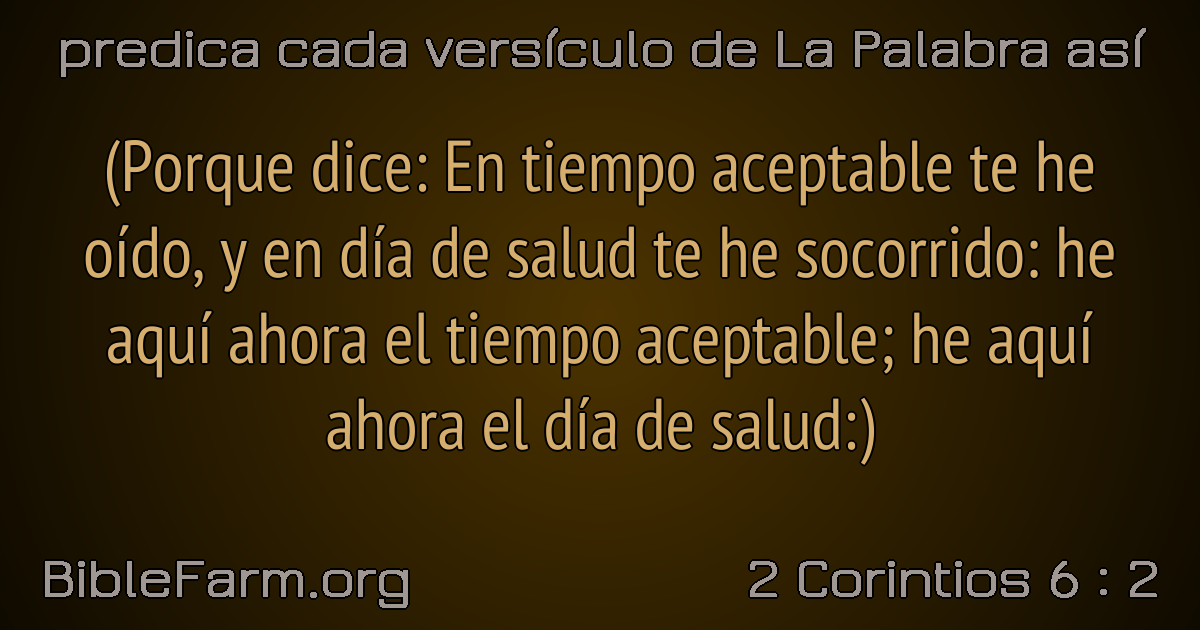 predica cada versículo de La Palabra así
(Porque dice: En tiempo aceptable te he
oído, y en día de salud te he socorrido: he
aquí ahora el tiempo aceptable; he aquí
ahora el día de salud:)
BibleFarm.org
2 Corintios 6 : 2